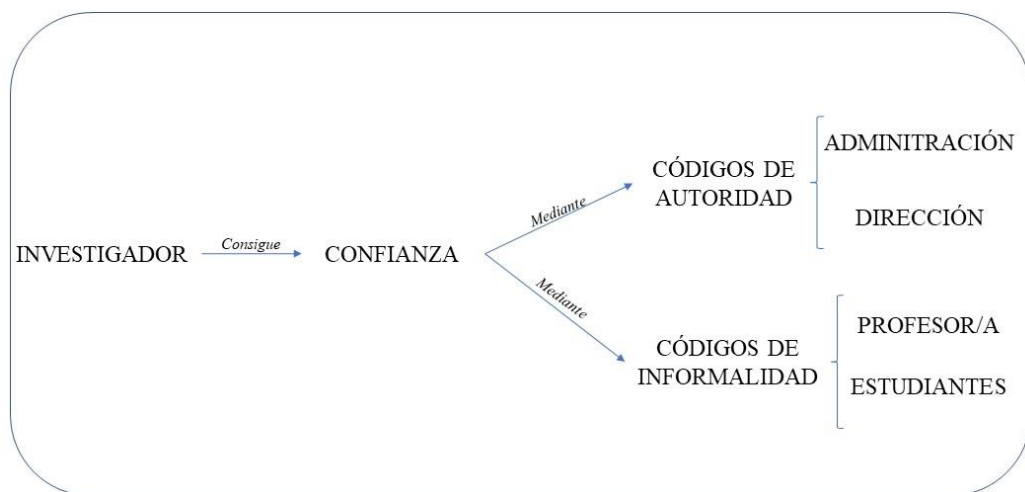 INVESTIGADOR
Consigue
CONFIANZA
Mediante
CÓDIGOS DE
AUTORIDAD
ADMINITRACIÓN
DIRECCIÓN
Mediante
CÓDIGOS DE
INFORMALIDAD
PROFESOR/A
ESTUDIANTES